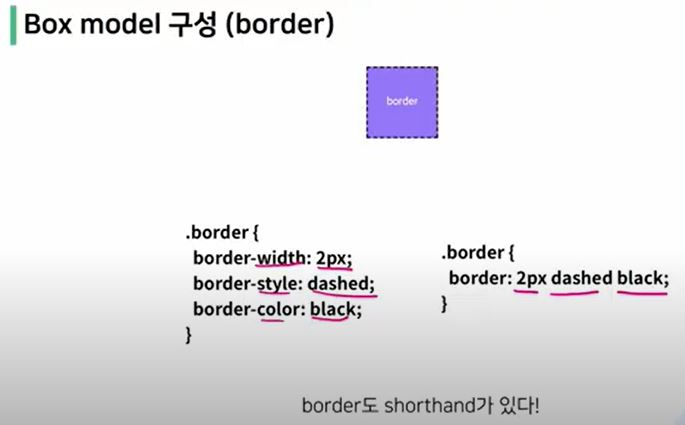 Box model 구성 (border)
border
.border {
border-width: 2px;
border-style: dashed;
border-color: black;
}
.border {
border: 2px dashed black;
}
border도 shorthand가 있다!